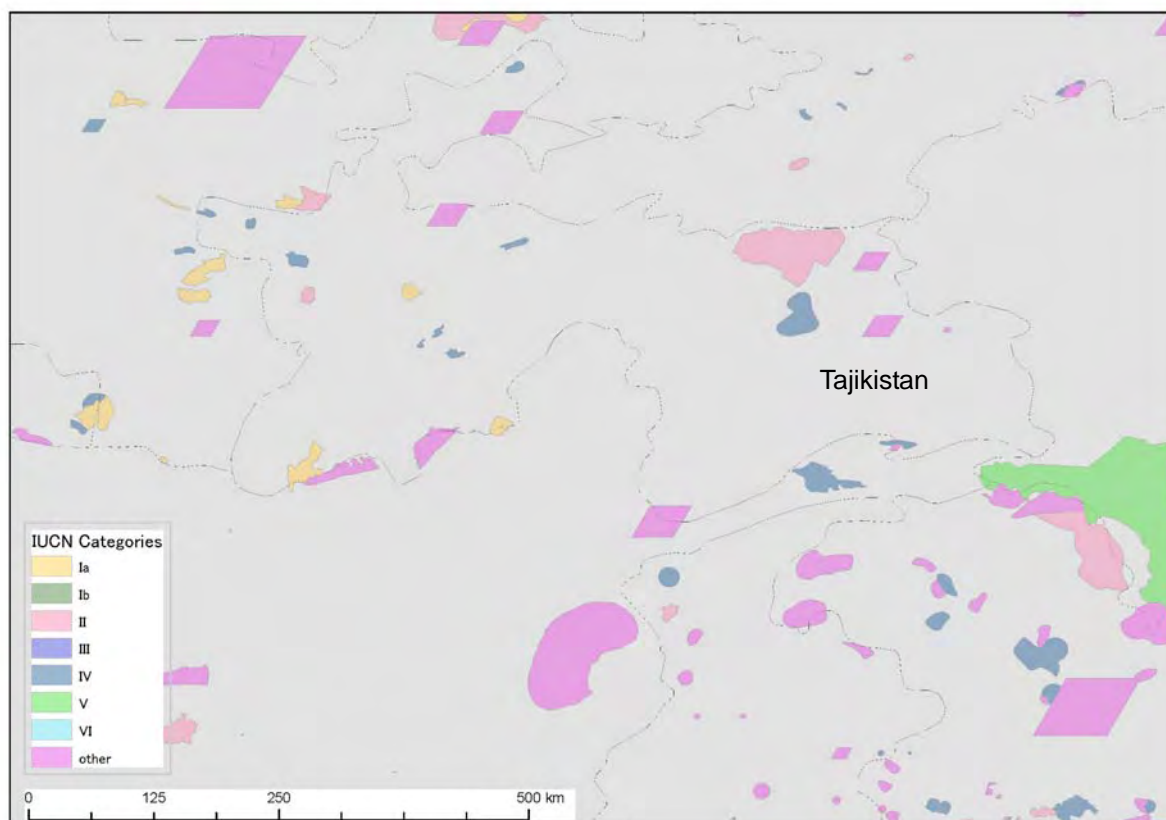 Tajikistan
IUCN Categories
Ia
Ib
II
III
IV
V
VI
other
0 125 250 500 km